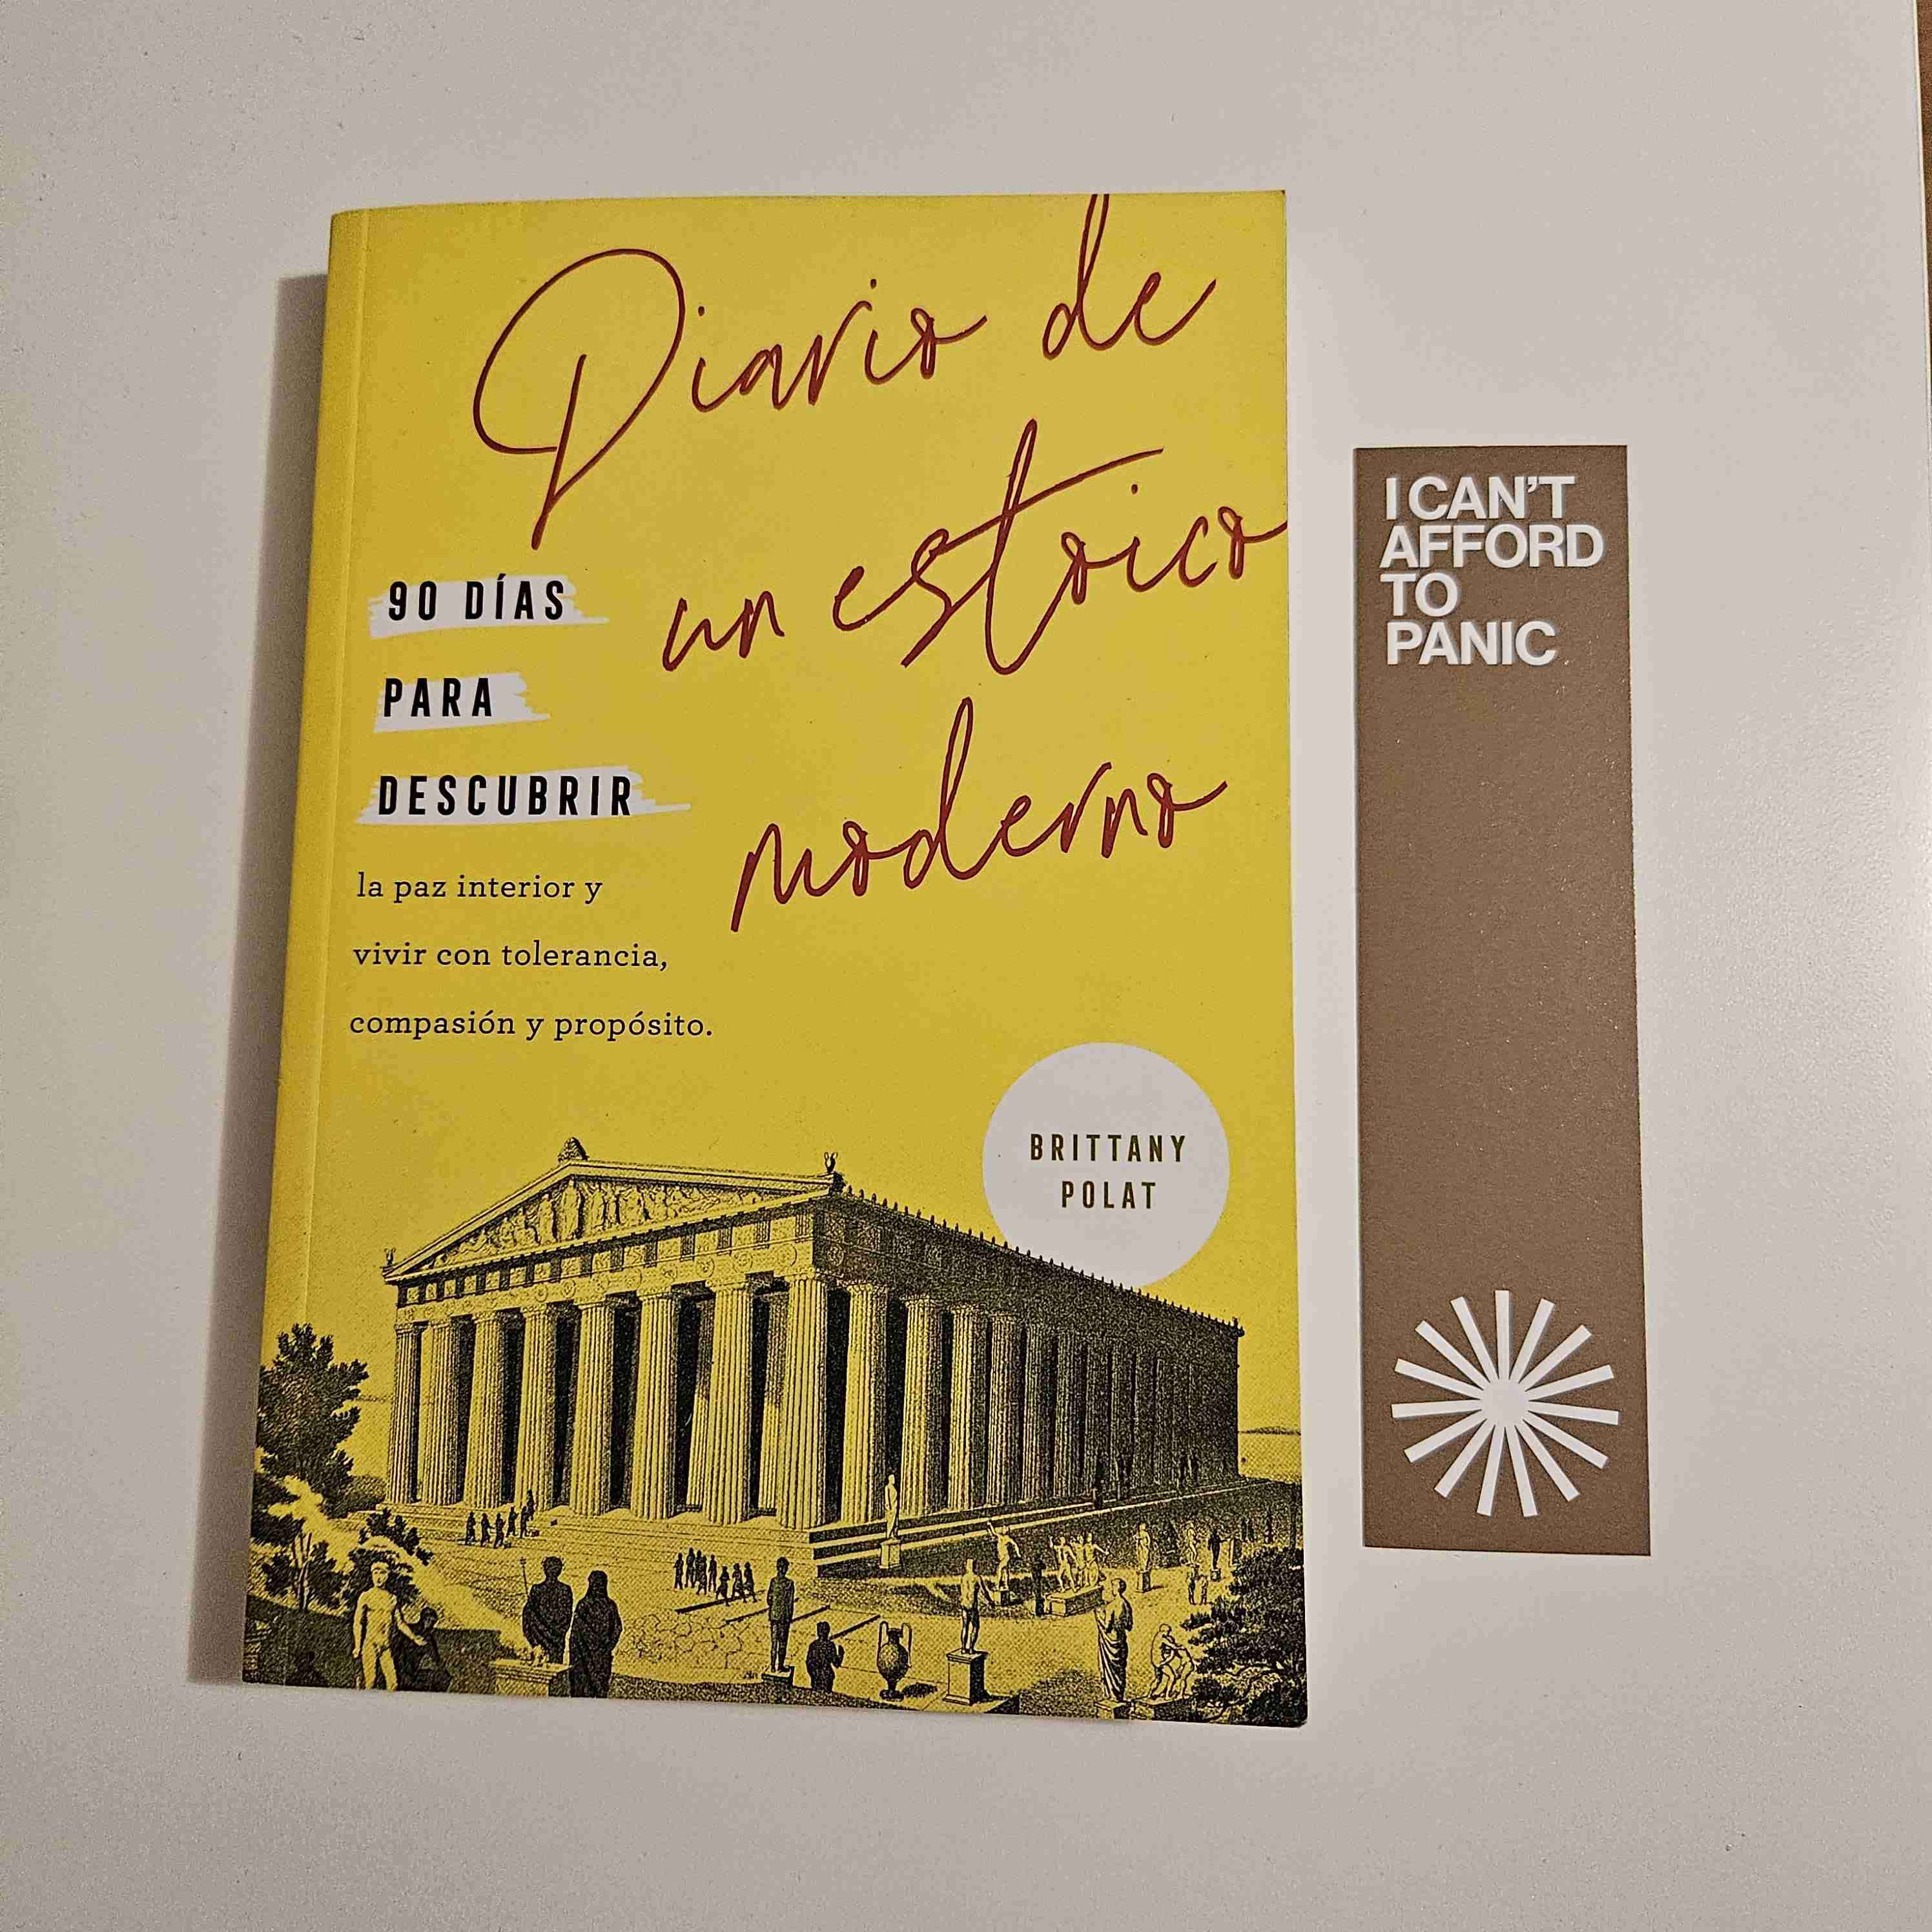 Diario de
un estoico
moderno
90 DÍAS
PARA
DESCUBRIR
la paz interior y
vivir con tolerancia,
compasión y propósito.
BRITTANY
POLAT
I CAN'T
AFFORD
TO
PANIC